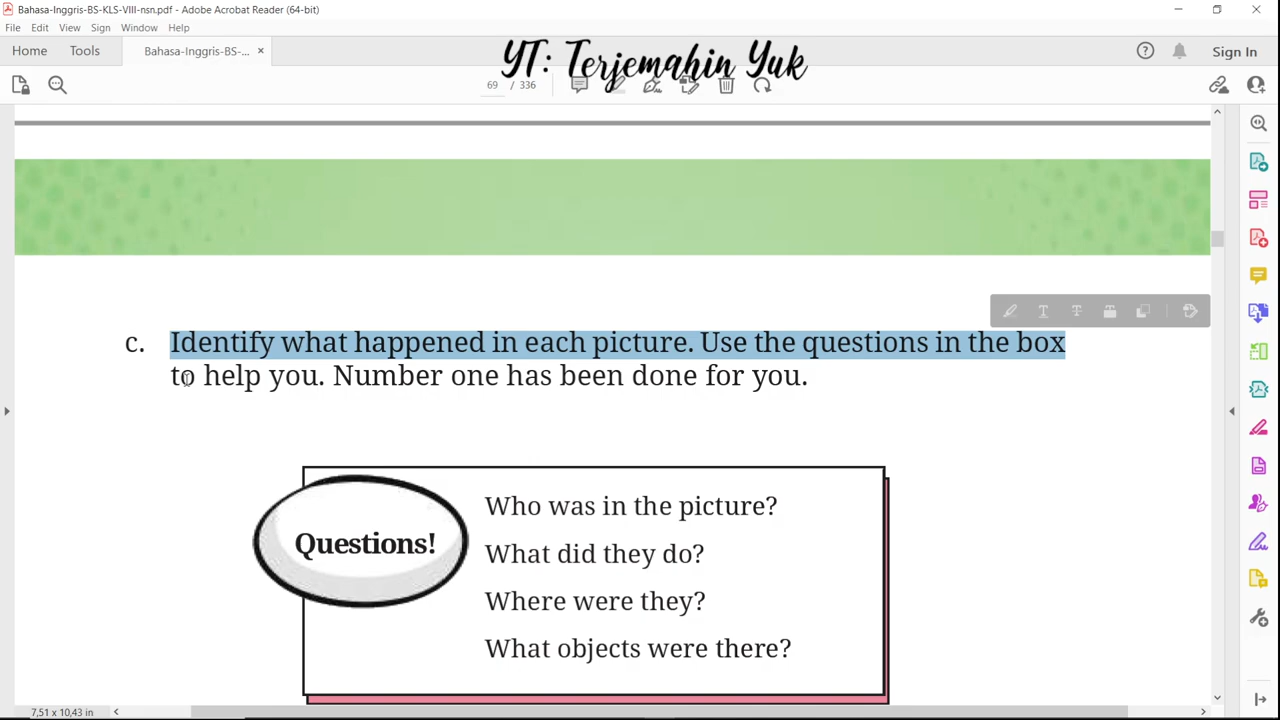 Bahasa-Inggris-BS-KLS-VIII-nsn.pdf - Adobe Acrobat Reader (64-bit)
File Edit View Sign Window Help
Home Tools Bahasa-Inggris-BS-... × Sign In
YT: Terjemahin Yuk
69 / 336
c. Identify what happened in each picture. Use the questions in the box
to help you. Number one has been done for you.
Questions!
Who was in the picture?
What did they do?
Where were they?
What objects were there?
7,51 x 10,43 in